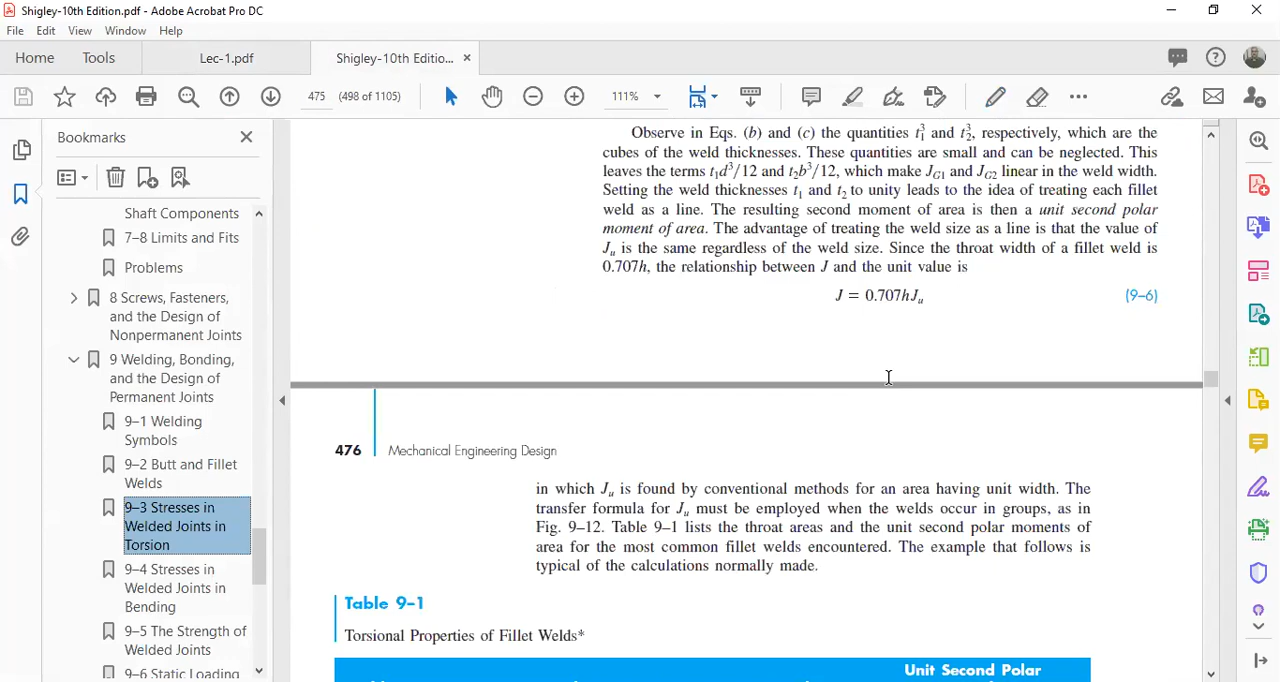 Shigley-10th Edition.pdf - Adobe Acrobat Pro DC
File Edit View Window Help
Home Tools Lec-1.pdf Shigley-10th Editio... ×
475 (498 of 1105) 111%
Bookmarks
Shaft Components
7–8 Limits and Fits
Problems
8 Screws, Fasteners,
and the Design of
Nonpermanent Joints
9 Welding, Bonding,
and the Design of
Permanent Joints
9–1 Welding
Symbols
9–2 Butt and Fillet
Welds
9–3 Stresses in
Welded Joints in
Torsion
9–4 Stresses in
Welded Joints in
Bending
9–5 The Strength of
Welded Joints
9–6 Static Loading
Observe in Eqs. (b) and (c) the quantities t₁³ and t₂³, respectively, which are the
cubes of the weld thicknesses. These quantities are small and can be neglected. This
leaves the terms t₁d³/12 and t₂b³/12, which make J_G1 and J_G2 linear in the weld width.
Setting the weld thicknesses t₁ and t₂ to unity leads to the idea of treating each fillet
weld as a line. The resulting second moment of area is then a unit second polar
moment of area. The advantage of treating the weld size as a line is that the value of
Jᵤ is the same regardless of the weld size. Since the throat width of a fillet weld is
0.707h, the relationship between J and the unit value is
J = 0.707hJᵤ (9–6)
476 Mechanical Engineering Design
in which Jᵤ is found by conventional methods for an area having unit width. The
transfer formula for Jᵤ must be employed when the welds occur in groups, as in
Fig. 9–12. Table 9–1 lists the throat areas and the unit second polar moments of
area for the most common fillet welds encountered. The example that follows is
typical of the calculations normally made.
Table 9–1
Torsional Properties of Fillet Welds*
Unit Second Polar